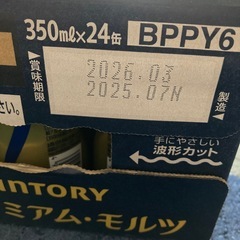 350ml×24缶 BPPY6
賞味期限 2026.03
2025.07N 製造
さい。
手にやさしい
波形カット
UNTORY
ミアム・モルツ